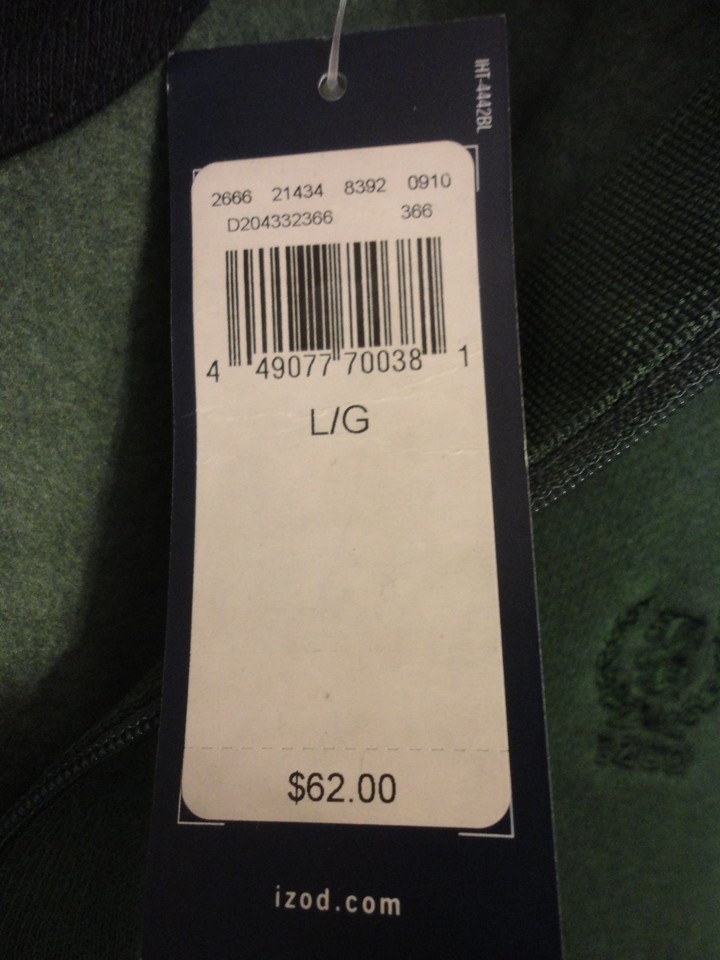 IHT-4442BL
2666 21434 8392 0910
D204332366 366
4 49077 70038 1
L/G
$62.00
izod.com